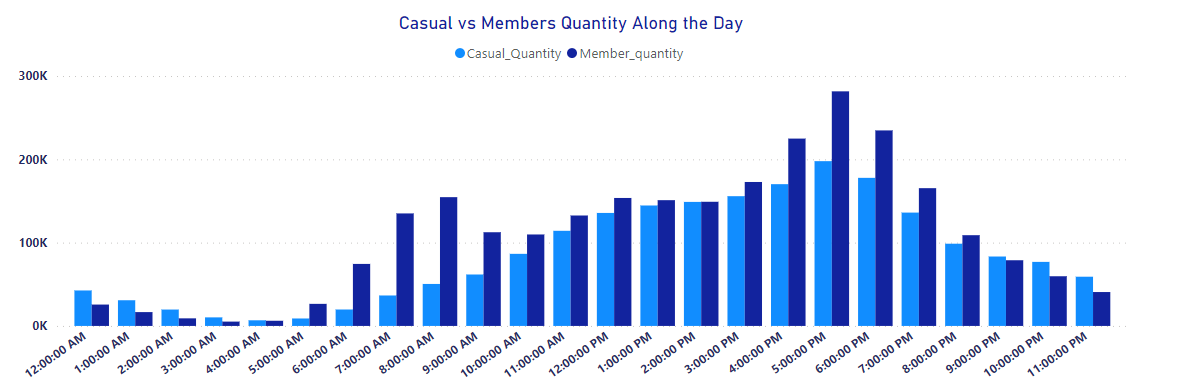 Casual vs Members Quantity Along the Day
Casual_Quantity Member_quantity
300K
200K
100K
0K
12:00:00 AM
1:00:00 AM
2:00:00 AM
3:00:00 AM
4:00:00 AM
5:00:00 AM
6:00:00 AM
7:00:00 AM
8:00:00 AM
9:00:00 AM
10:00:00 AM
11:00:00 AM
12:00:00 PM
1:00:00 PM
2:00:00 PM
3:00:00 PM
4:00:00 PM
5:00:00 PM
6:00:00 PM
7:00:00 PM
8:00:00 PM
9:00:00 PM
10:00:00 PM
11:00:00 PM